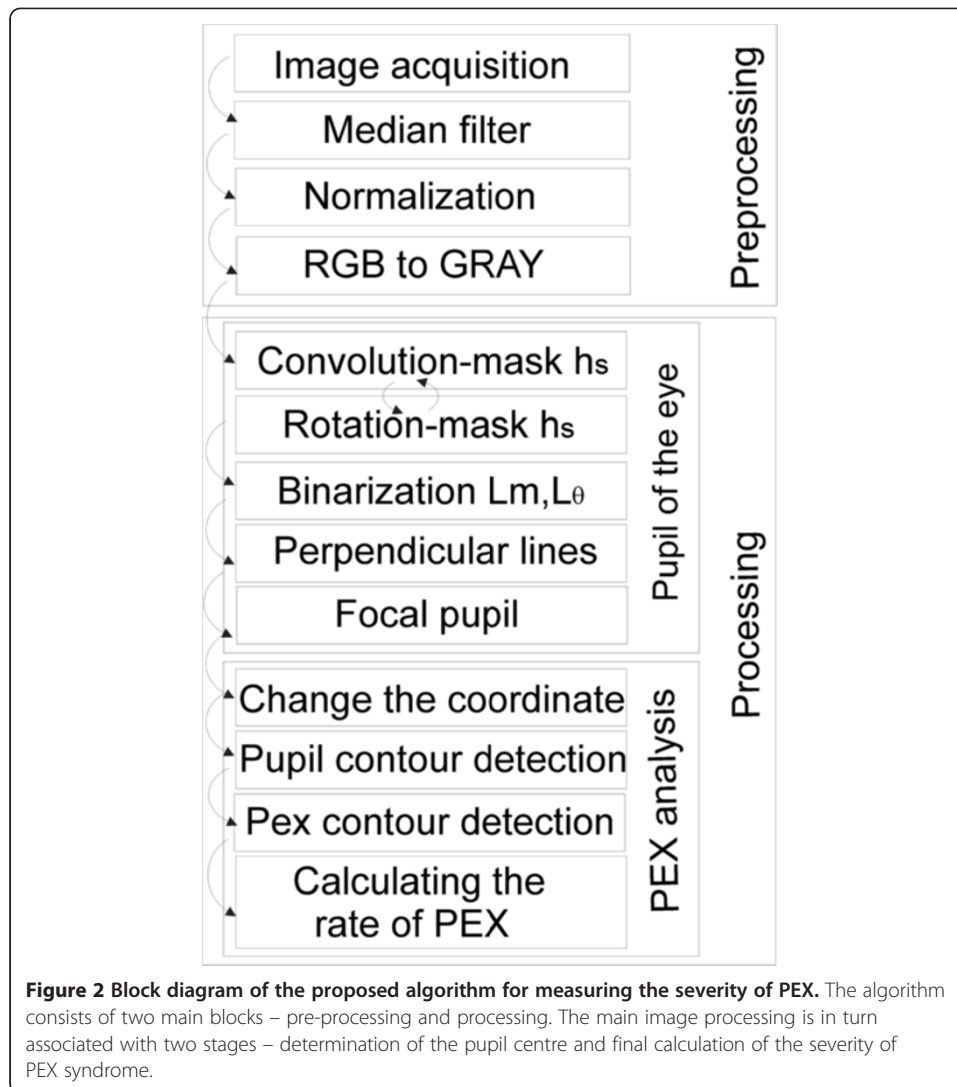 Image acquisition
Median filter
Normalization
RGB to GRAY
Preprocessing
Convolution-mask hs
Rotation-mask hs
Binarization Lm,Lθ
Perpendicular lines
Focal pupil
Pupil of the eye
Change the coordinate
Pupil contour detection
Pex contour detection
Calculating the
rate of PEX
PEX analysis
Processing
Figure 2 Block diagram of the proposed algorithm for measuring the severity of PEX. The algorithm
consists of two main blocks – pre-processing and processing. The main image processing is in turn
associated with two stages – determination of the pupil centre and final calculation of the severity of
PEX syndrome.